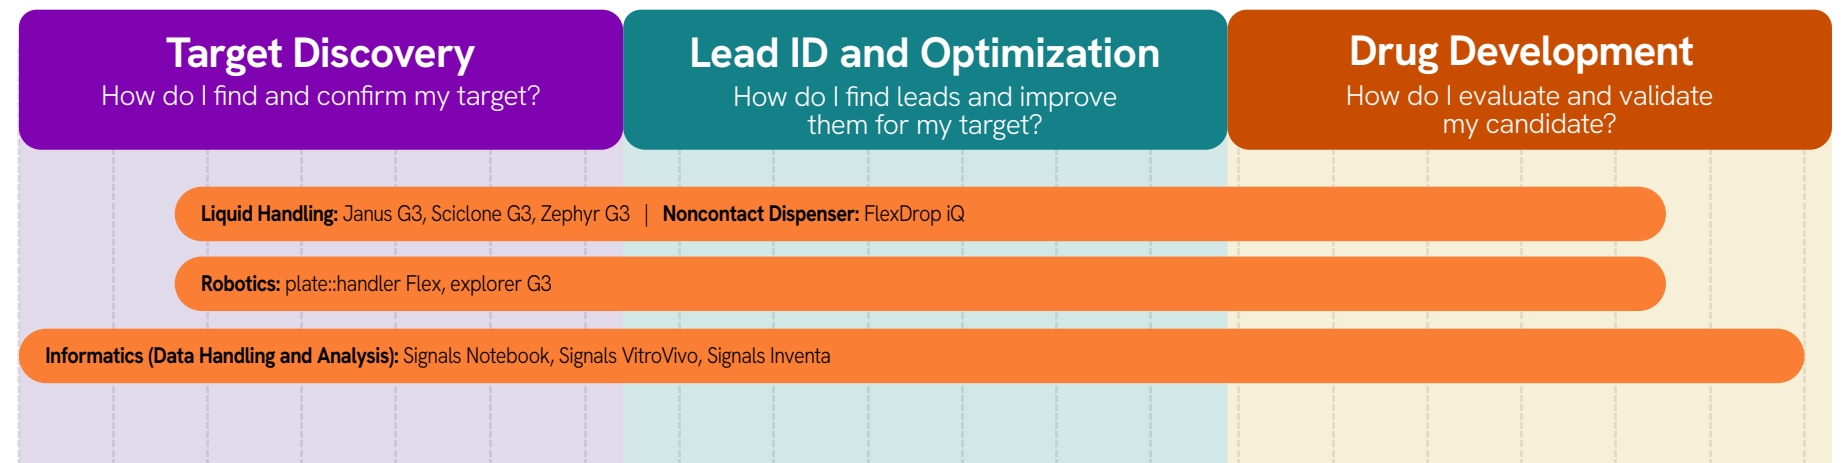 Target Discovery
How do I find and confirm my target?
Lead ID and Optimization
How do I find leads and improve
them for my target?
Drug Development
How do I evaluate and validate
my candidate?
Liquid Handling: Janus G3, Sciclone G3, Zephyr G3 | Noncontact Dispenser: FlexDrop iQ
Robotics: plate::handler Flex, explorer G3
Informatics (Data Handling and Analysis): Signals Notebook, Signals VitroVivo, Signals Inventa